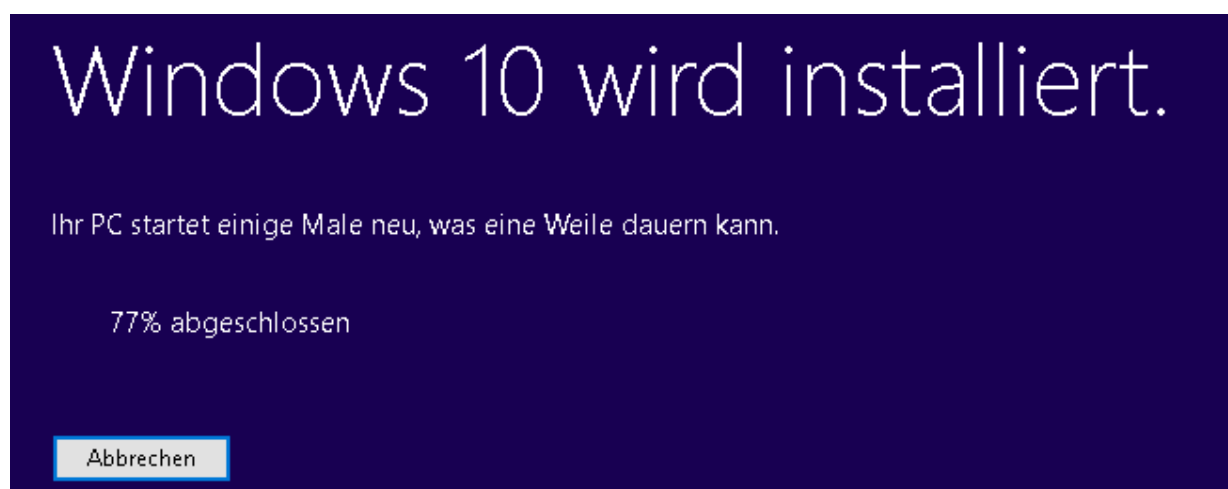 Windows 10 wird installiert.
Ihr PC startet einige Male neu, was eine Weile dauern kann.
77% abgeschlossen
Abbrechen